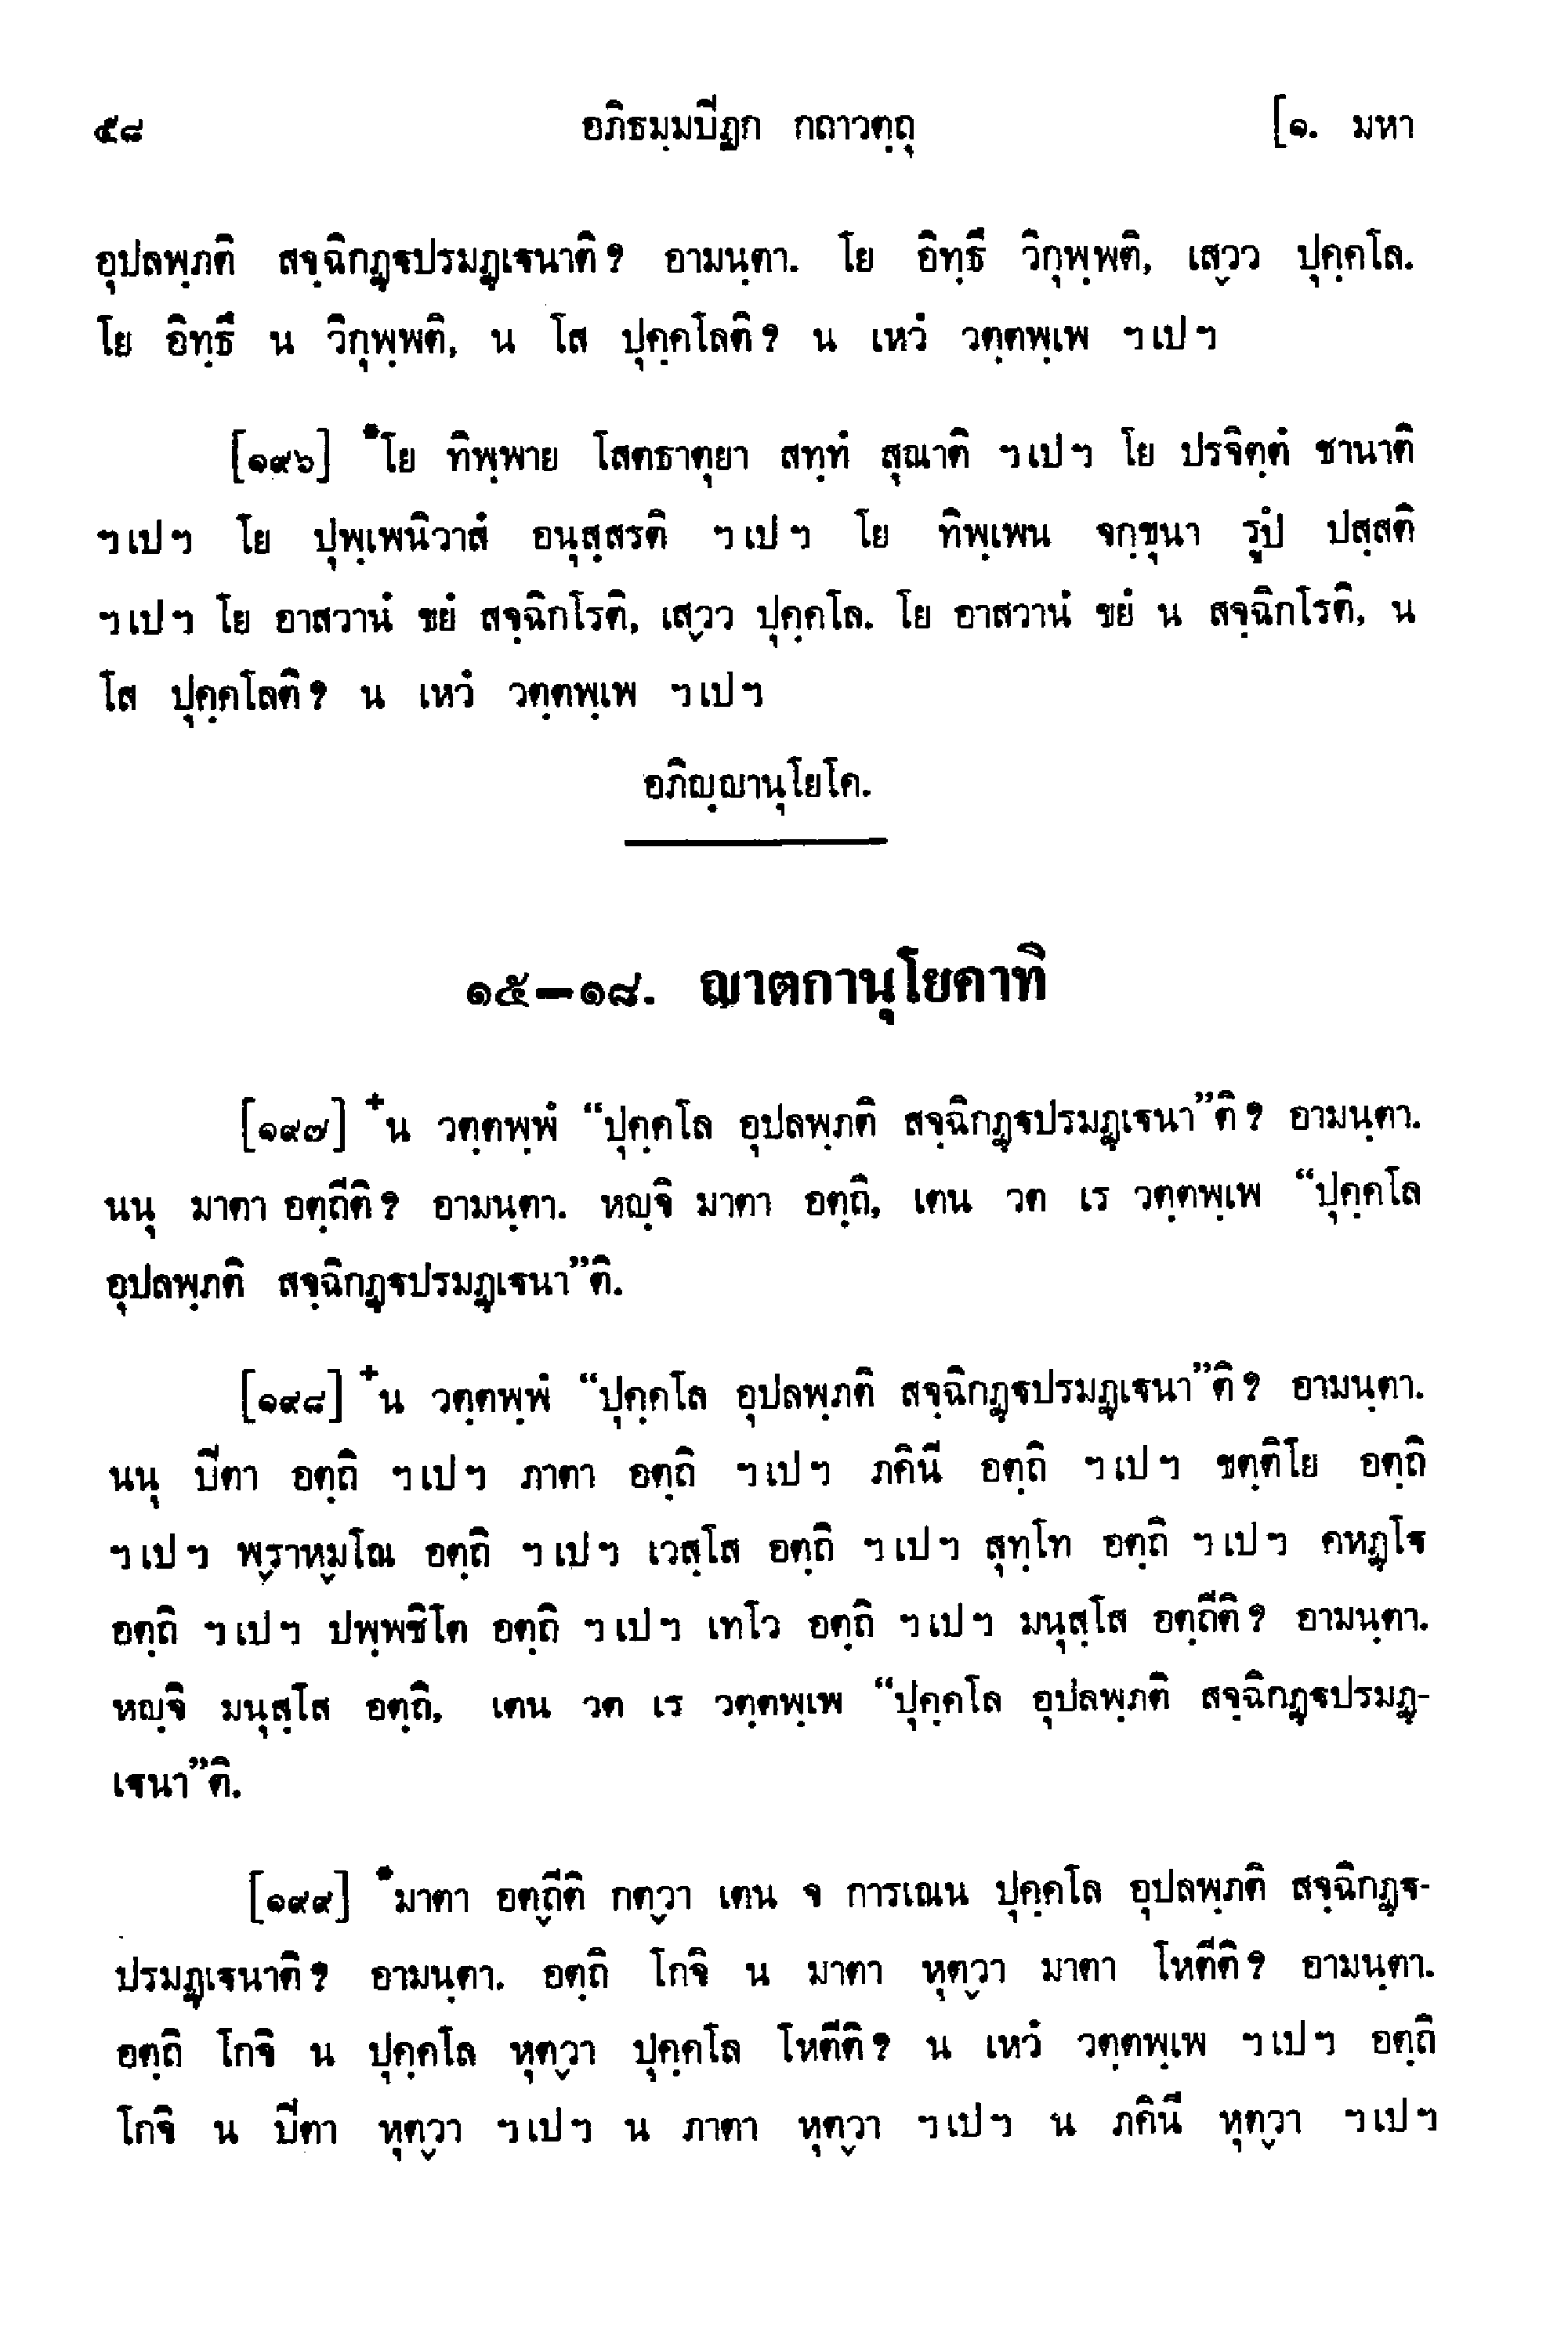 ๕๘ อภิธมฺมปิฏก กถาวตฺถุ [๑. มหา
อุปลพฺภติ สจฺฉิกฏฺฐปรมฏฺเฐนาติ? อามนฺตา. โย อิทฺธึ วิกุพฺพติ, เสฺวว ปุคฺคโล.
โย อิทฺธึ น วิกุพฺพติ, น โส ปุคฺคโลติ? น เหวํ วตฺตพฺเพ ฯเปฯ
[๑๙๖] *โย ทิพฺพาย โสตธาตุยา สทฺทํ สุณาติ ฯเปฯ โย ปรจิตฺตํ ชานาติ
ฯเปฯ โย ปุพฺเพนิวาสํ อนุสฺสรติ ฯเปฯ โย ทิพฺเพน จกฺขุนา รูปํ ปสฺสติ
ฯเปฯ โย อาสวานํ ขยํ สจฺฉิกโรติ, เสฺวว ปุคฺคโล. โย อาสวานํ ขยํ น สจฺฉิกโรติ, น
โส ปุคฺคโลติ? น เหวํ วตฺตพฺเพ ฯเปฯ
อภิญฺญานุโยโค.
๑๕–๑๘. ญาตกานุโยคาทิ
[๑๙๗] +น วตฺตพฺพํ “ปุคฺคโล อุปลพฺภติ สจฺฉิกฏฺฐปรมฏฺเฐนา”ติ? อามนฺตา.
นนุ มาตา อตฺถีติ? อามนฺตา. หญฺจิ มาตา อตฺถิ, เตน วต เร วตฺตพฺเพ “ปุคฺคโล
อุปลพฺภติ สจฺฉิกฏฺฐปรมฏฺเฐนา”ติ.
[๑๙๘] +น วตฺตพฺพํ “ปุคฺคโล อุปลพฺภติ สจฺฉิกฏฺฐปรมฏฺเฐนา”ติ? อามนฺตา.
นนุ ปิตา อตฺถิ ฯเปฯ ภาตา อตฺถิ ฯเปฯ ภคินี อตฺถิ ฯเปฯ ขตฺติโย อตฺถิ
ฯเปฯ พฺราหฺมโณ อตฺถิ ฯเปฯ เวสฺโส อตฺถิ ฯเปฯ สุทฺโท อตฺถิ ฯเปฯ คหฏฺโฐ
อตฺถิ ฯเปฯ ปพฺพชิโต อตฺถิ ฯเปฯ เทโว อตฺถิ ฯเปฯ มนุสฺโส อตฺถีติ? อามนฺตา.
หญฺจิ มนุสฺโส อตฺถิ, เตน วต เร วตฺตพฺเพ “ปุคฺคโล อุปลพฺภติ สจฺฉิกฏฺฐปรมฏฺ-
เฐนา”ติ.
[๑๙๙] *มาตา อตฺถีติ กตฺวา เตน จ การเณน ปุคฺคโล อุปลพฺภติ สจฺฉิกฏฺฐ-
ปรมฏฺเฐนาติ? อามนฺตา. อตฺถิ โกจิ น มาตา หุตฺวา มาตา โหตีติ? อามนฺตา.
อตฺถิ โกจิ น ปุคฺคโล หุตฺวา ปุคฺคโล โหตีติ? น เหวํ วตฺตพฺเพ ฯเปฯ อตฺถิ
โกจิ น ปิตา หุตฺวา ฯเปฯ น ภาตา หุตฺวา ฯเปฯ น ภคินี หุตฺวา ฯเปฯ